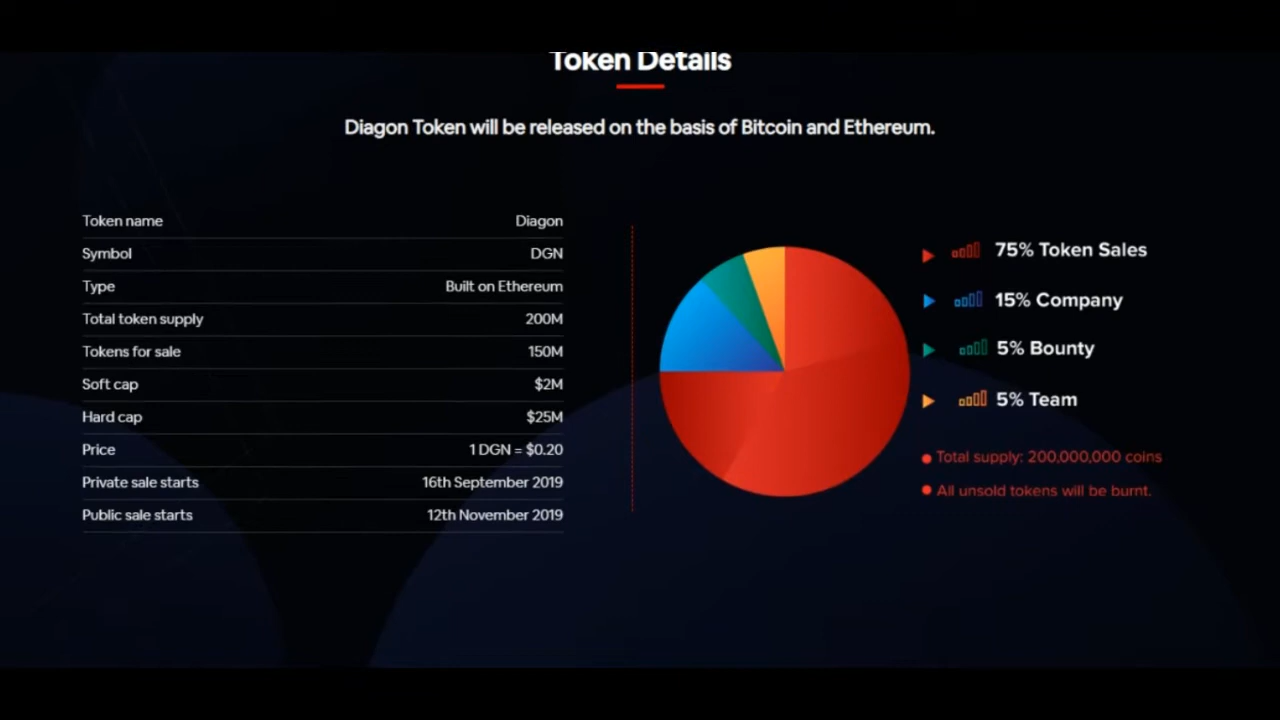 Token Details
Diagon Token will be released on the basis of Bitcoin and Ethereum.
Token name Diagon
Symbol DGN
Type Built on Ethereum
Total token supply 200M
Tokens for sale 150M
Soft cap $2M
Hard cap $25M
Price 1 DGN = $0.20
Private sale starts 16th September 2019
Public sale starts 12th November 2019
75% Token Sales
15% Company
5% Bounty
5% Team
Total supply: 200,000,000 coins
All unsold tokens will be burnt.